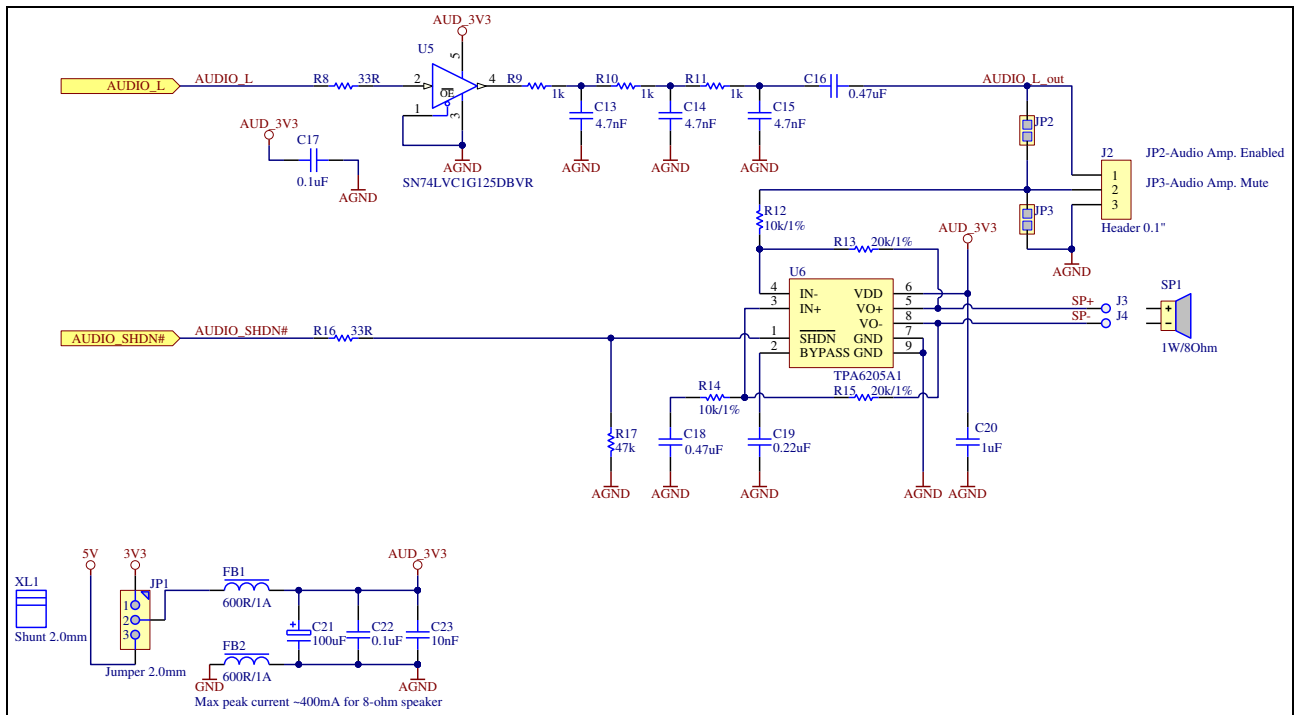 AUD_3V3
U5
5
AUDIO_L
AUDIO_L
R8
33R
2
4
OE
1
3
R9
1k
R10
1k
R11
1k
C16
0.47uF
AUDIO_L_out
C13
4.7nF
C14
4.7nF
C15
4.7nF
AUD_3V3
C17
0.1uF
AGND
AGND
SN74LVC1G125DBVR
AGND
AGND
AGND
JP2
J2
1
2
3
Header 0.1"
JP2-Audio Amp. Enabled
JP3-Audio Amp. Mute
JP3
AGND
R12
10k/1%
R13
20k/1%
AUD_3V3
U6
4
IN-
VDD
6
3
IN+
VO+
5
VO-
8
1
SHDN
GND
7
2
BYPASS
GND
9
TPA6205A1
SP+
J3
SP-
J4
SP1
1W/8Ohm
AUDIO_SHDN#
AUDIO_SHDN#
R16
33R
R14
10k/1%
R15
20k/1%
R17
47k
C18
0.47uF
C19
0.22uF
C20
1uF
AGND
AGND
AGND
AGND
AGND
5V
3V3
AUD_3V3
XL1
Shunt 2.0mm
JP1
1
2
3
Jumper 2.0mm
FB1
600R/1A
C21
100uF
C22
0.1uF
C23
10nF
FB2
600R/1A
GND
AGND
Max peak current ~400mA for 8-ohm speaker